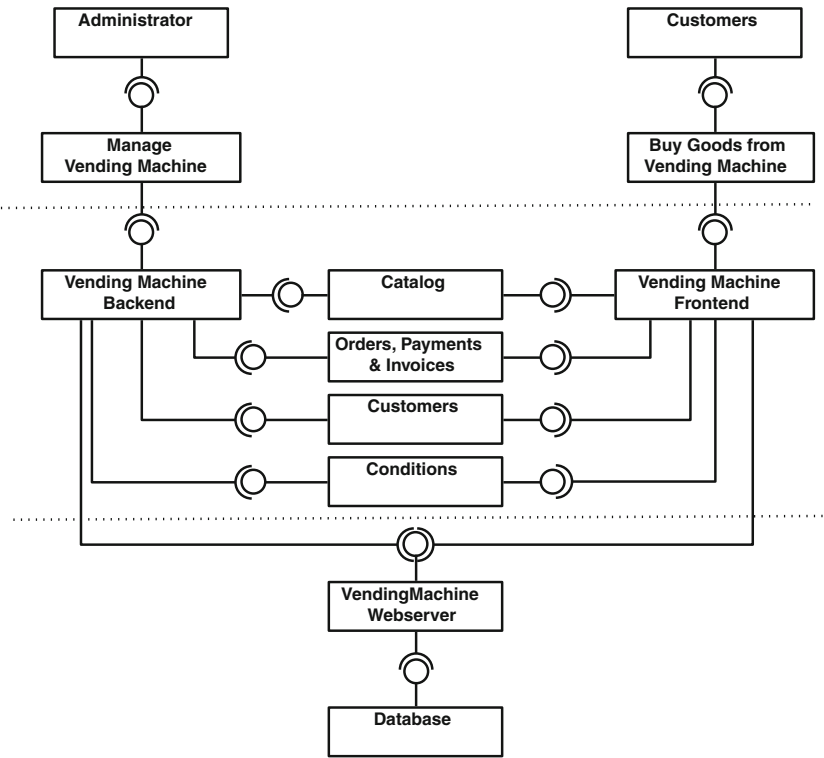 Administrator
Customers
Manage
Vending Machine
Buy Goods from
Vending Machine
Vending Machine
Backend
Catalog
Vending Machine
Frontend
Orders, Payments
& Invoices
Customers
Conditions
VendingMachine
Webserver
Database